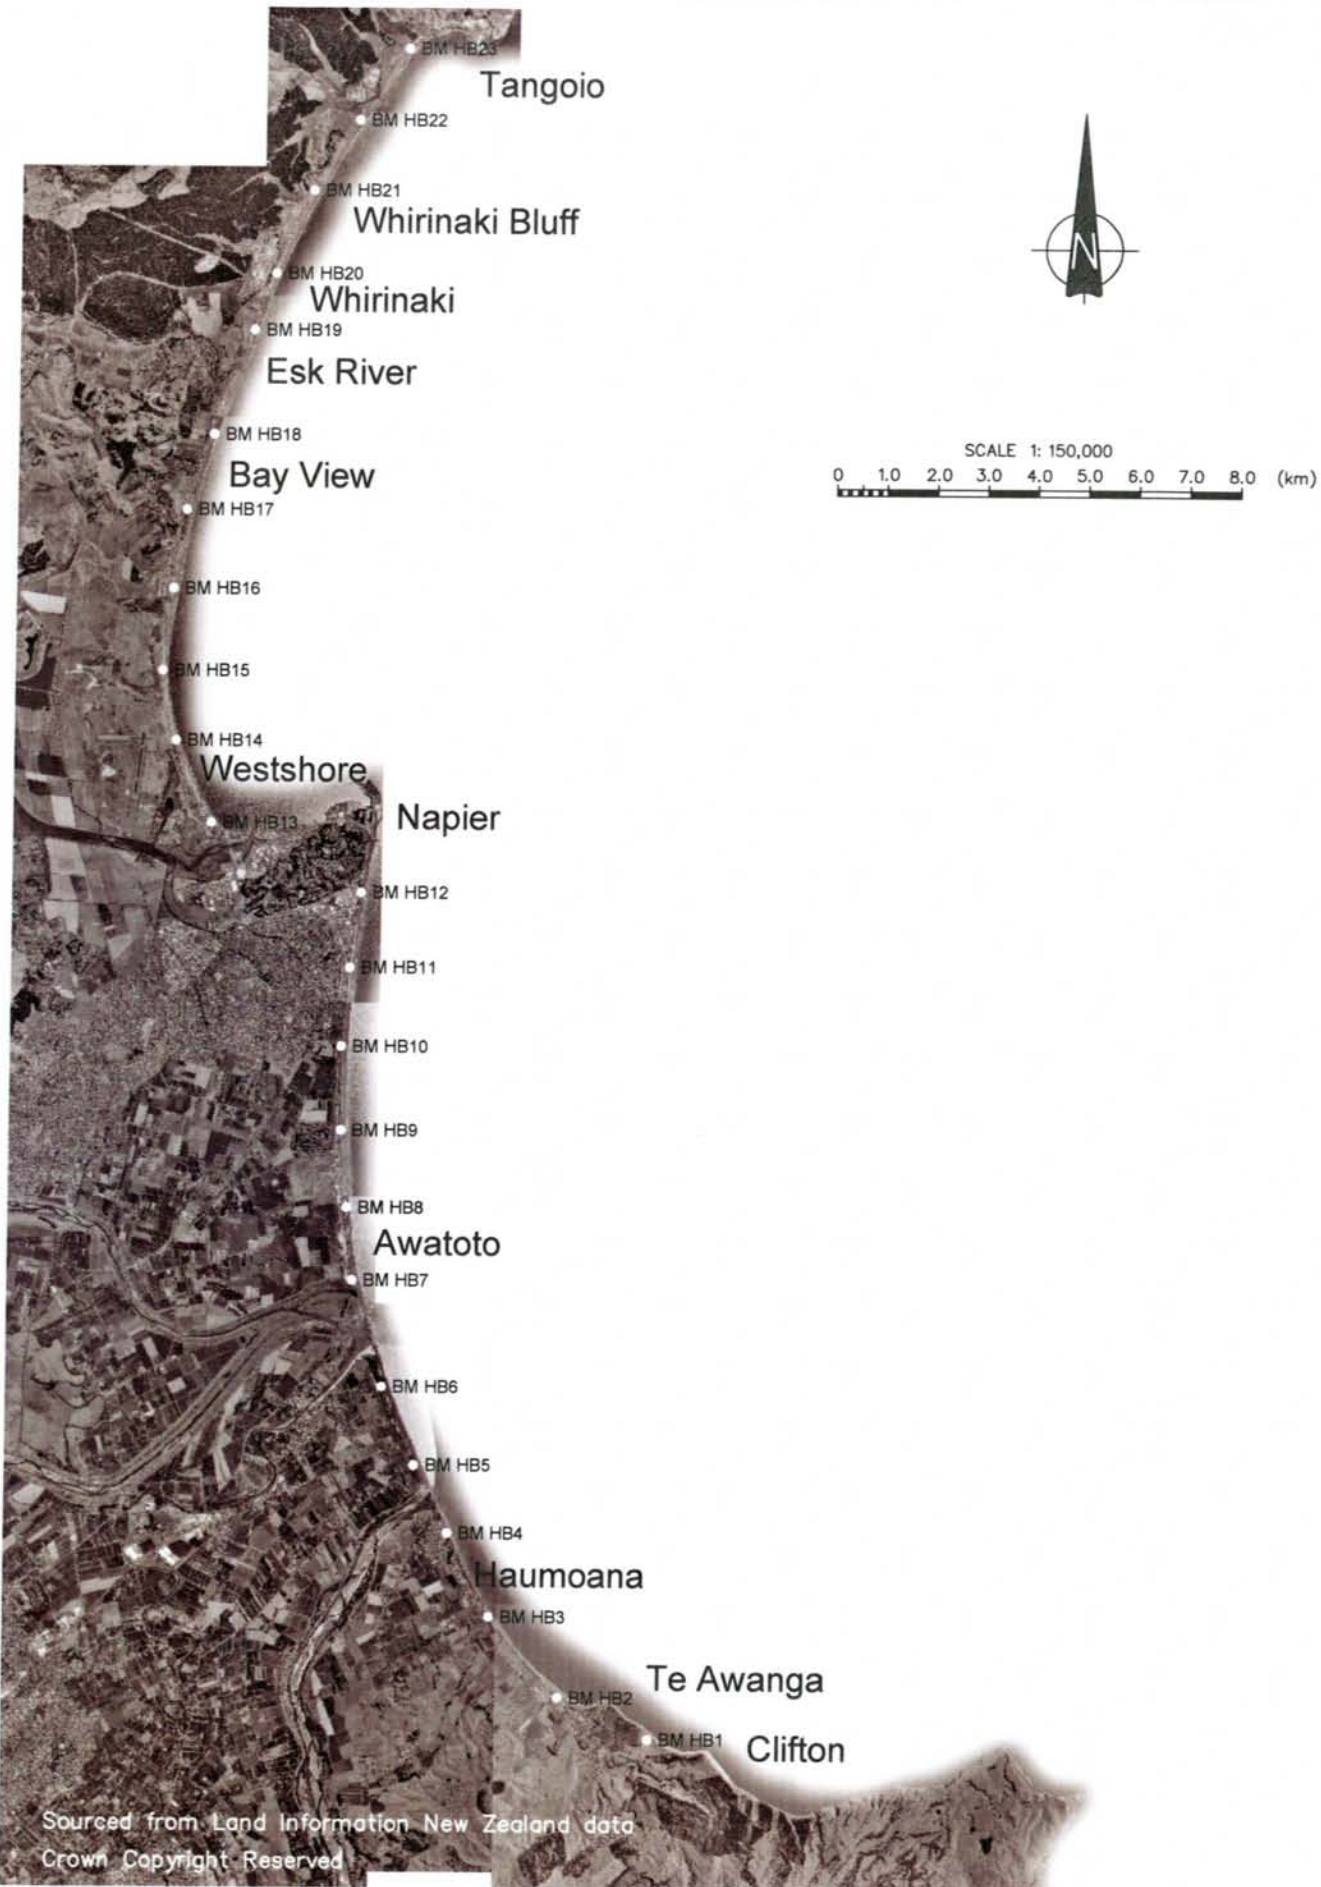 BM HB23
Tangoio
BM HB22
BM HB21
Whirinaki Bluff
BM HB20
Whirinaki
BM HB19
Esk River
BM HB18
Bay View
BM HB17
BM HB16
BM HB15
BM HB14
Westshore
BM HB13
Napier
BM HB12
BM HB11
BM HB10
BM HB9
BM HB8
Awatoto
BM HB7
BM HB6
BM HB5
BM HB4
Haumoana
BM HB3
Te Awanga
BM HB2
BM HB1
Clifton
N
SCALE 1: 150,000
0 1.0 2.0 3.0 4.0 5.0 6.0 7.0 8.0 (km)
Sourced from Land Information New Zealand data
Crown Copyright Reserved